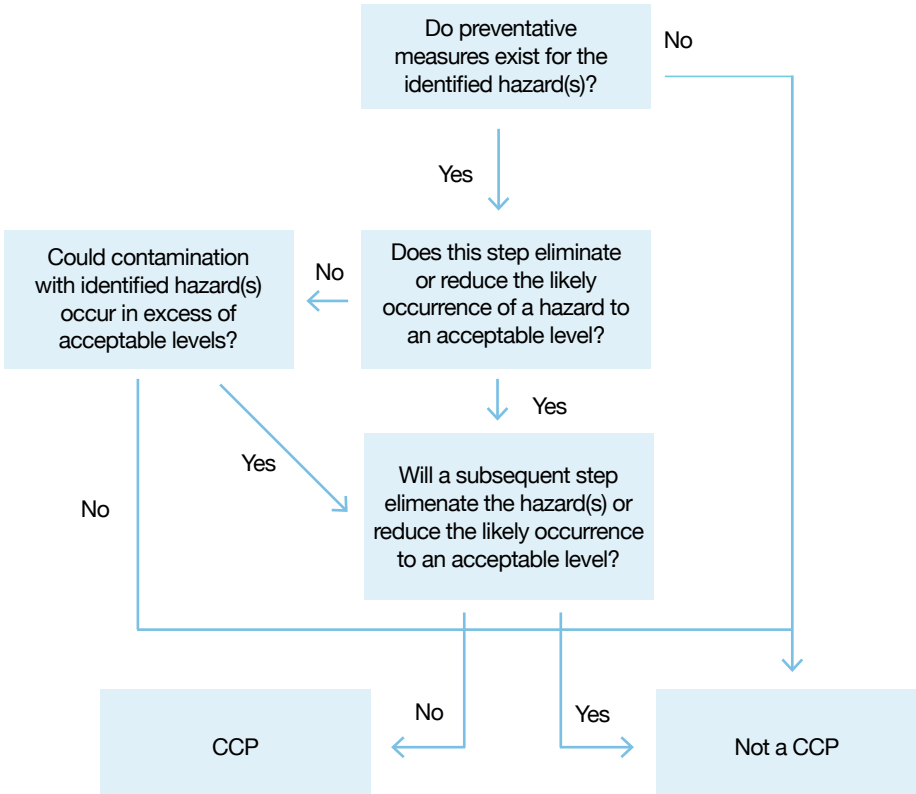 Do preventative
measures exist for the
identified hazard(s)?
No
Yes
Could contamination
with identified hazard(s)
occur in excess of
acceptable levels?
No
Does this step eliminate
or reduce the likely
occurrence of a hazard to
an acceptable level?
Yes
Yes
No
Will a subsequent step
elimenate the hazard(s) or
reduce the likely occurrence
to an acceptable level?
No
Yes
CCP
Not a CCP